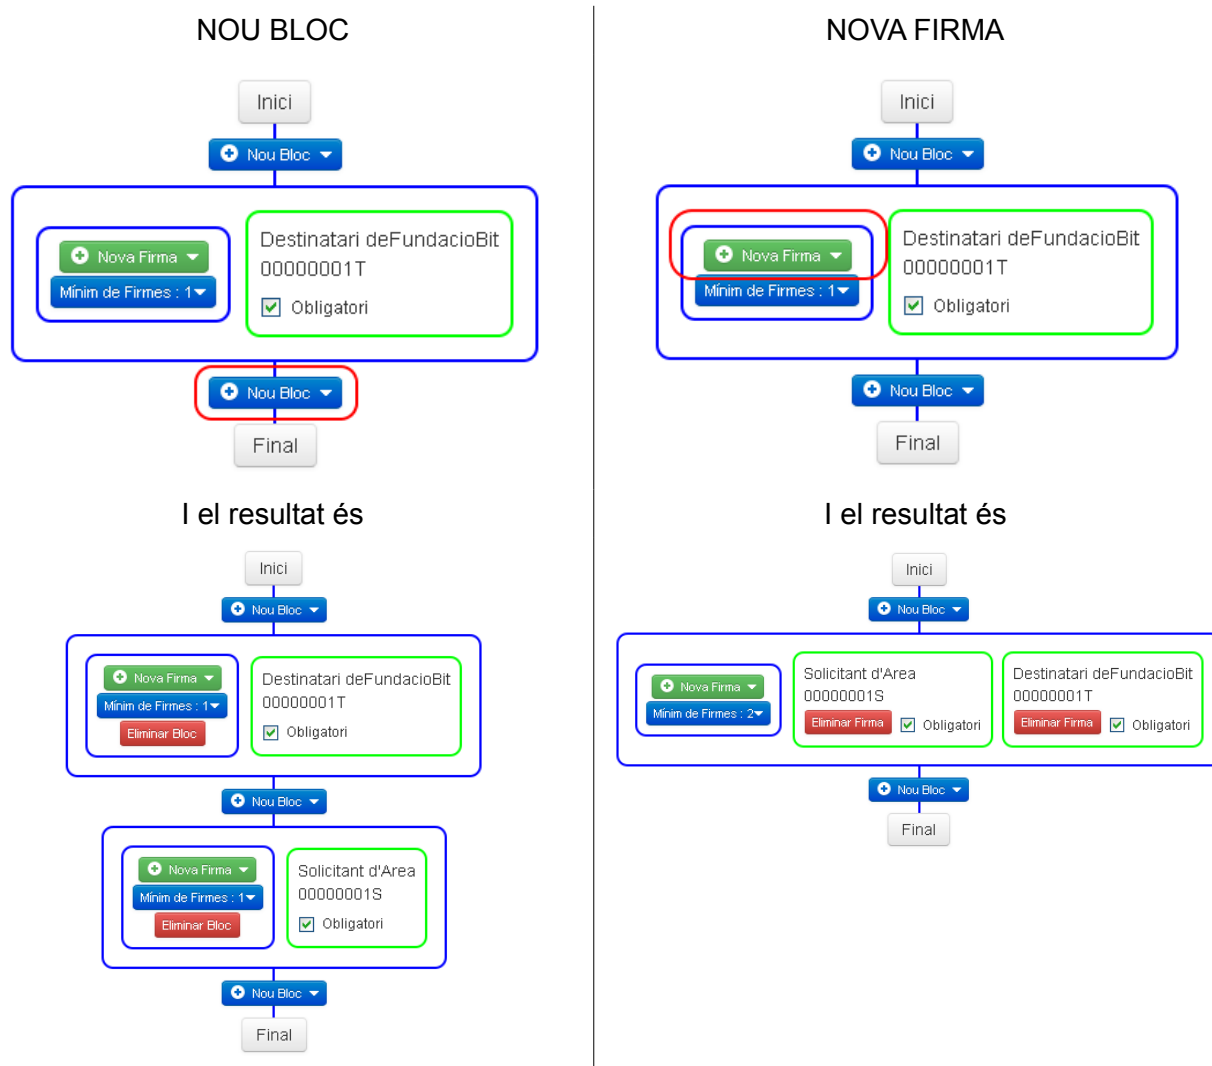 NOU BLOC
Inici
Nou Bloc
Nova Firma
Mínim de Firmes : 1
Destinatari deFundacioBit
00000001T
Obligatori
Nou Bloc
Final
I el resultat és
Inici
Nou Bloc
Nova Firma
Mínim de Firmes : 1
Eliminar Bloc
Destinatari deFundacioBit
00000001T
Obligatori
Nou Bloc
Nova Firma
Mínim de Firmes : 1
Eliminar Bloc
Solicitant d'Area
00000001S
Obligatori
Nou Bloc
Final
NOVA FIRMA
Inici
Nou Bloc
Nova Firma
Mínim de Firmes : 1
Destinatari deFundacioBit
00000001T
Obligatori
Nou Bloc
Final
I el resultat és
Inici
Nou Bloc
Nova Firma
Mínim de Firmes : 2
Solicitant d'Area
00000001S
Eliminar Firma Obligatori
Destinatari deFundacioBit
00000001T
Eliminar Firma Obligatori
Nou Bloc
Final